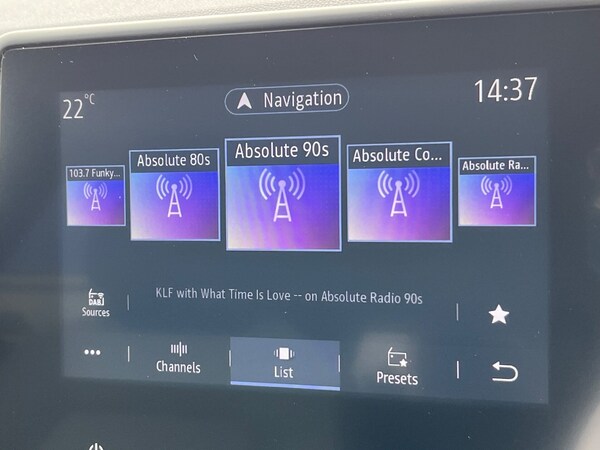 22°C
Navigation
14:37
103.7 Funky...
Absolute 80s
Absolute 90s
Absolute Co...
Absolute Ra...
KLF with What Time Is Love -- on Absolute Radio 90s
DAB
Sources
Channels
List
Presets